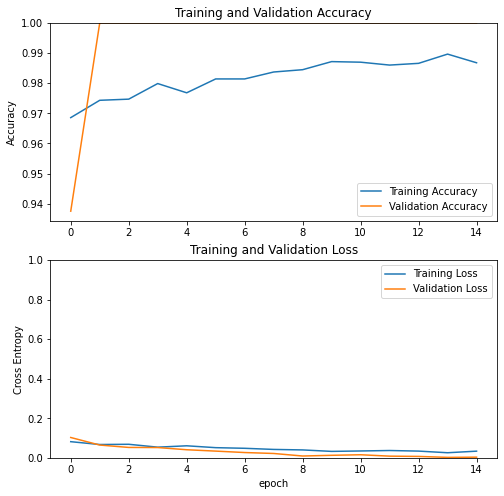 Training and Validation Accuracy
1.00
0.99
0.98
0.97
0.96
0.95
0.94
Accuracy
Training Accuracy
Validation Accuracy
0 2 4 6 8 10 12 14
Training and Validation Loss
1.0
0.8
0.6
0.4
0.2
0.0
Cross Entropy
Training Loss
Validation Loss
0 2 4 6 8 10 12 14
epoch